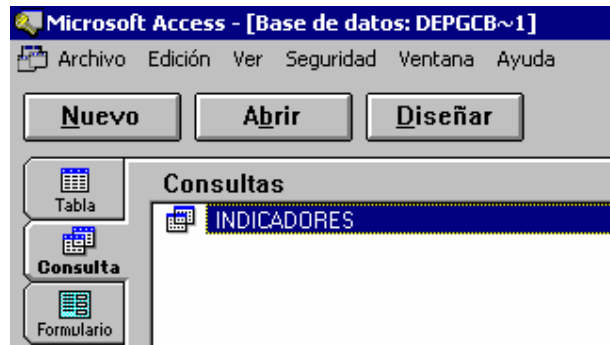 Microsoft Access - [Base de datos: DEPGCB~1]
Archivo Edición Ver Seguridad Ventana Ayuda
Nuevo Abrir Diseñar
Tabla
Consultas
INDICADORES
Consulta
Formulario